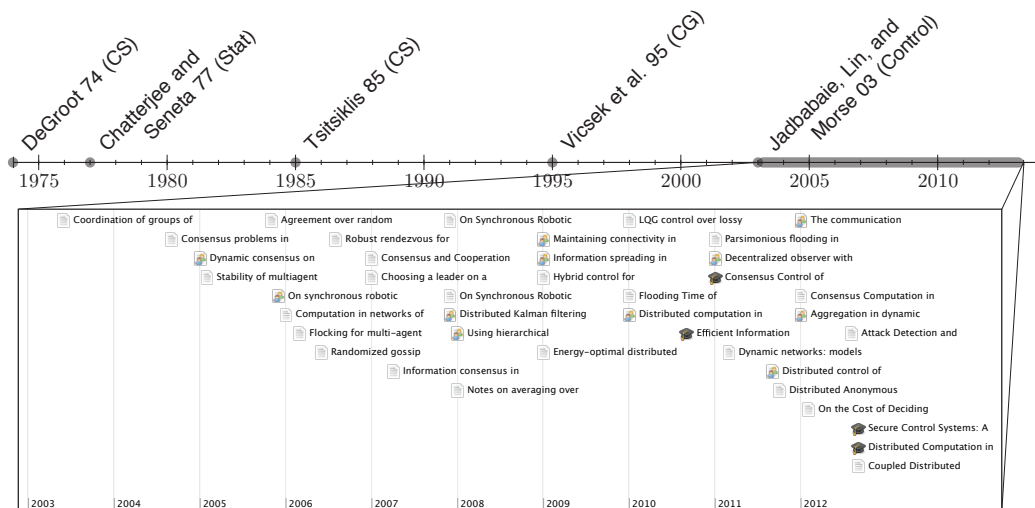 DeGroot 74 (CS)
Chatterjee and
Seneta 77 (Stat)
Tsitsiklis 85 (CS)
Vicsek et al. 95 (CG)
Jadbabaie, Lin, and
Morse 03 (Control)
1975 1980 1985 1990 1995 2000 2005 2010
Coordination of groups of Agreement over random On Synchronous Robotic LQG control over lossy The communication
Consensus problems in Robust rendezvous for Maintaining connectivity in Parsimonious flooding in
Dynamic consensus on Consensus and Cooperation Information spreading in Decentralized observer with
Stability of multiagent Choosing a leader on a Hybrid control for Consensus Control of
On synchronous robotic On Synchronous Robotic Flooding Time of Consensus Computation in
Computation in networks of Distributed Kalman filtering Distributed computation in Aggregation in dynamic
Flocking for multi-agent Using hierarchical Efficient Information Attack Detection and
Randomized gossip Energy-optimal distributed Dynamic networks: models
Information consensus in Distributed control of
Notes on averaging over Distributed Anonymous
On the Cost of Deciding
Secure Control Systems: A
Distributed Computation in
Coupled Distributed
2003 2004 2005 2006 2007 2008 2009 2010 2011 2012